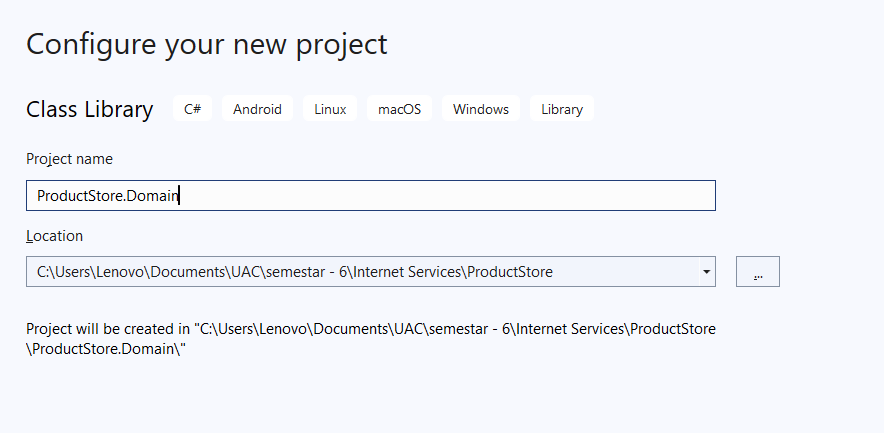 Configure your new project
Class Library C# Android Linux macOS Windows Library
Project name
ProductStore.Domain
Location
C:\Users\Lenovo\Documents\UAC\semestar - 6\Internet Services\ProductStore ...
Project will be created in "C:\Users\Lenovo\Documents\UAC\semestar - 6\Internet Services\ProductStore
\ProductStore.Domain\"